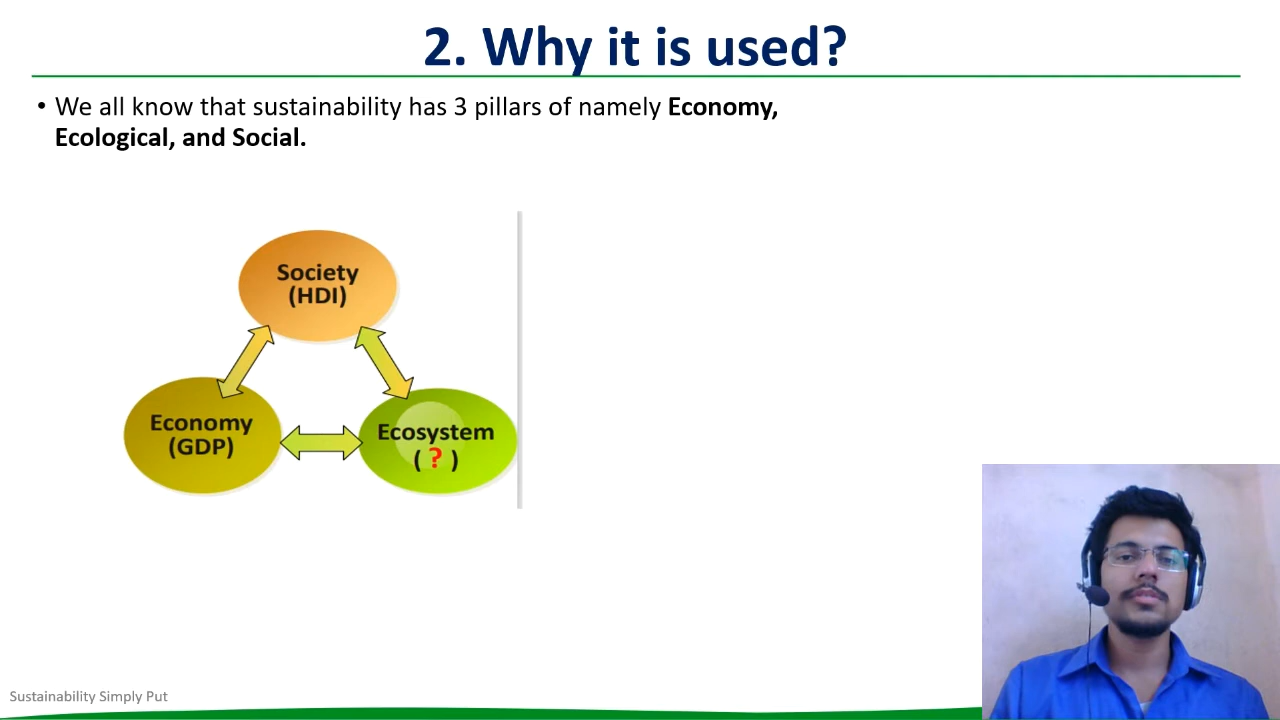 2. Why it is used?
• We all know that sustainability has 3 pillars of namely Economy,
Ecological, and Social.
Society
(HDI)
Economy
(GDP)
Ecosystem
( ? )
Sustainability Simply Put